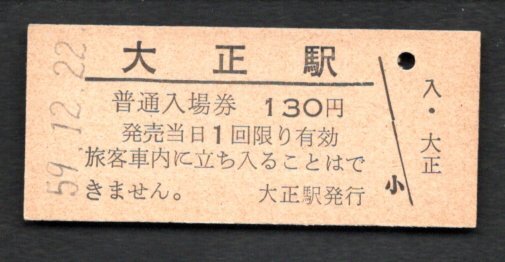 大正駅
普通入場券 130円
発売当日1回限り有効
旅客車内に立ち入ることはで
きません。 大正駅発行
59.12.22
入・大正
小